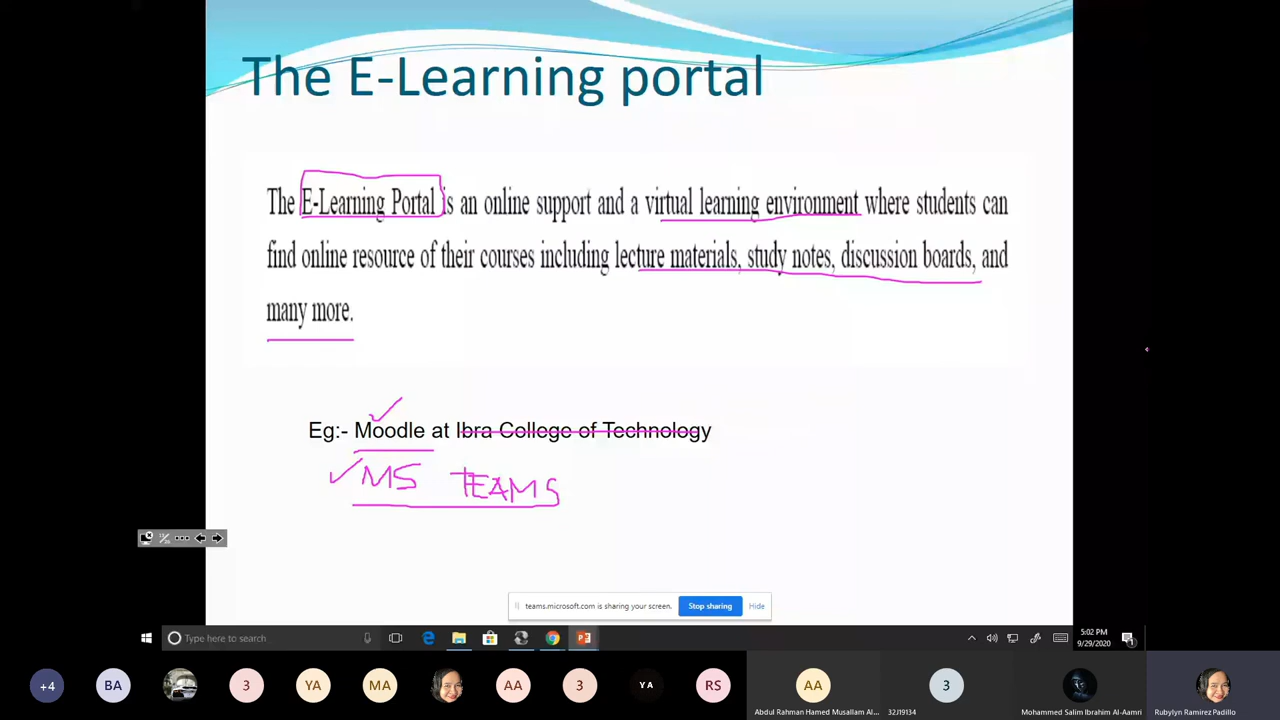 The E-Learning portal
The E-Learning Portal is an online support and a virtual learning environment where students can
find online resource of their courses including lecture materials, study notes, discussion boards, and
many more.
Eg:- Moodle at Ibra College of Technology
MS TEAMS
teams.microsoft.com is sharing your screen.
Stop sharing
Hide
Type here to search
5:02 PM
9/29/2020
+4
BA
3
YA
MA
AA
3
YA
RS
AA
3
Abdul Rahman Hamed Musallam Al...
32J19134
Mohammed Salim Ibrahim Al-Aamri
Rubylyn Ramirez Padillo